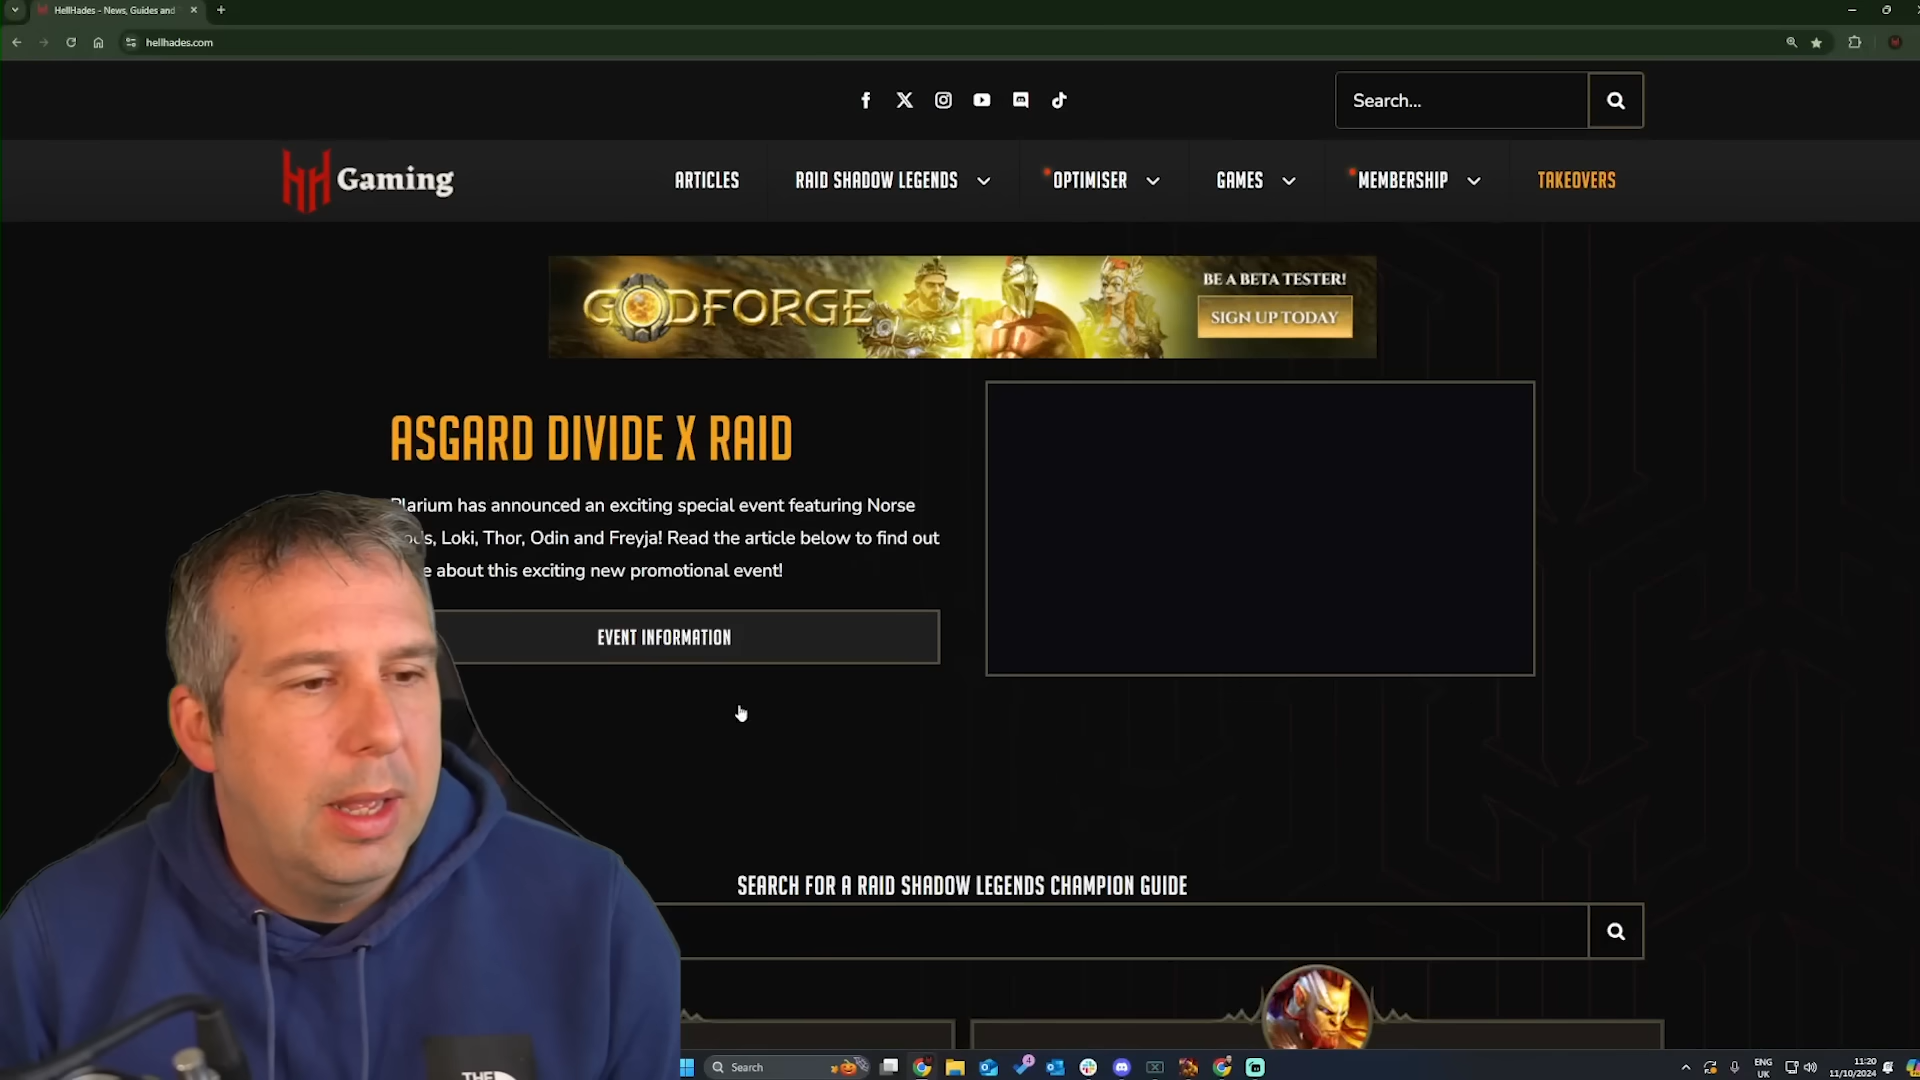 HellHades - News, Guides and
hellhades.com
Search...
Gaming
ARTICLES
RAID SHADOW LEGENDS
OPTIMISER
GAMES
MEMBERSHIP
TAKEOVERS
GODFORGE
BE A BETA TESTER!
SIGN UP TODAY
ASGARD DIVIDE X RAID
Plarium has announced an exciting special event featuring Norse
Loki, Thor, Odin and Freyja! Read the article below to find out
about this exciting new promotional event!
EVENT INFORMATION
SEARCH FOR A RAID SHADOW LEGENDS CHAMPION GUIDE
THE
Search
4
ENG
UK
11:20
11/10/2024